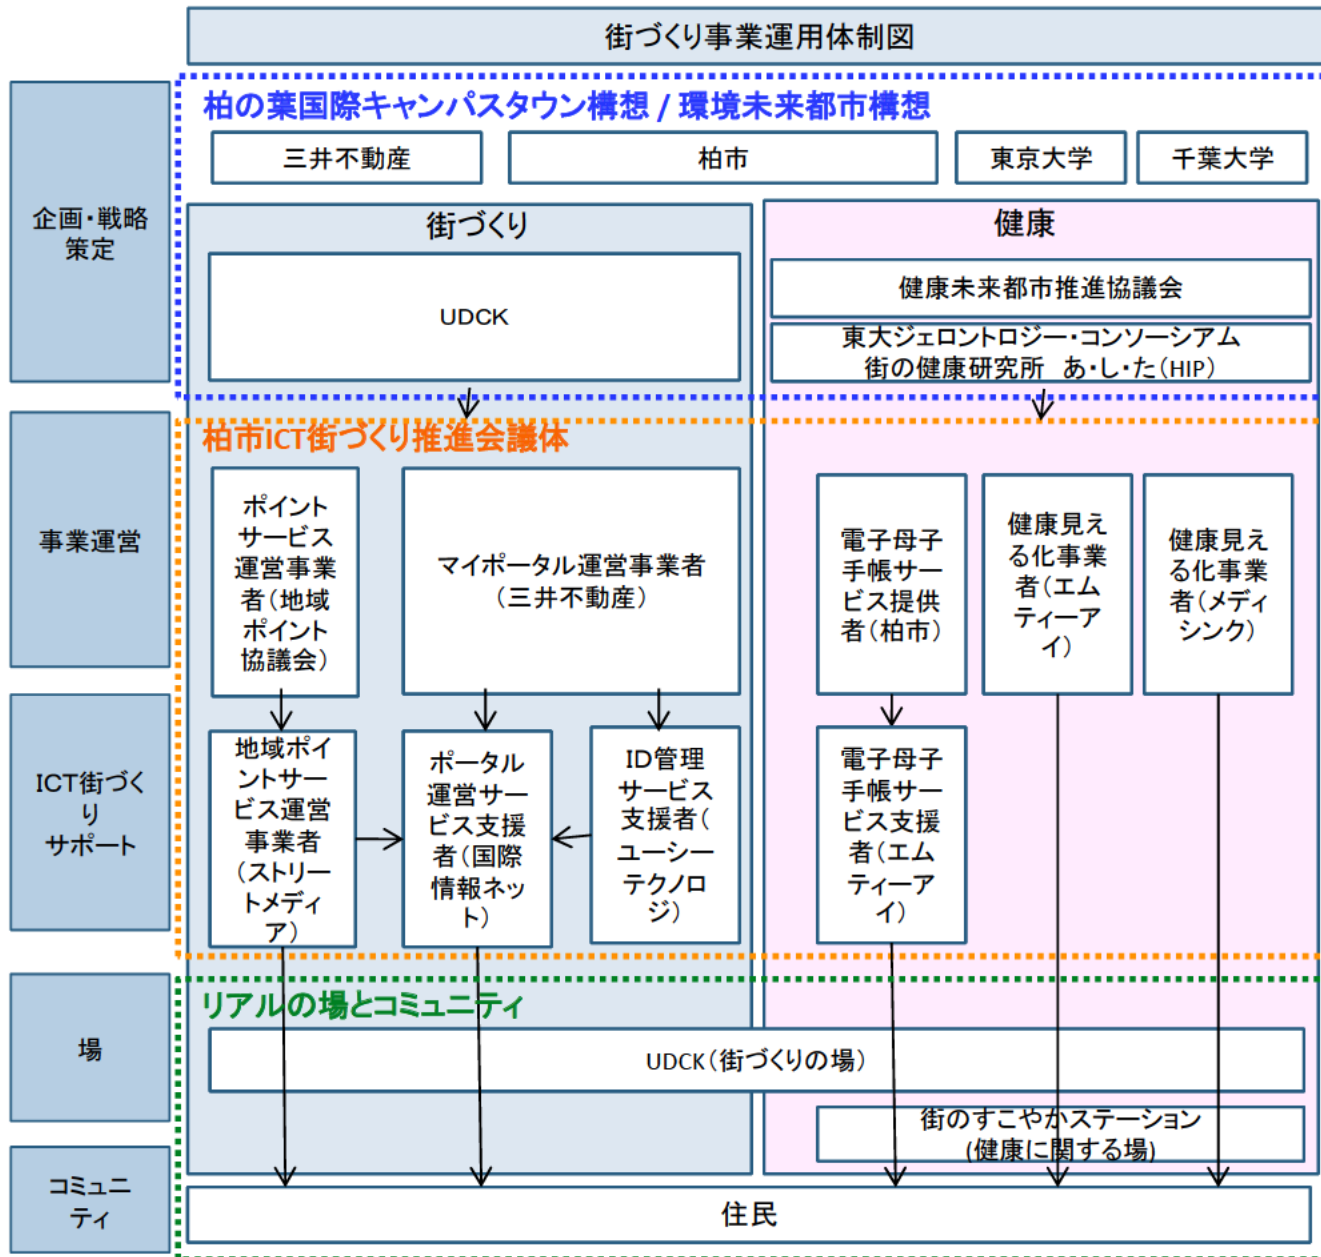 街づくり事業運用体制図
企画・戦略
策定
柏の葉国際キャンパスタウン構想 / 環境未来都市構想
三井不動産
柏市
東京大学
千葉大学
街づくり
UDCK
健康
健康未来都市推進協議会
東大ジェロントロジー・コンソーシアム
街の健康研究所 あ・し・た(HIP)
事業運営
柏市ICT街づくり推進会議体
ポイント
サービス
運営事業
者(地域
ポイント
協議会)
マイポータル運営事業者
(三井不動産)
電子母子
手帳サー
ビス提供
者(柏市)
健康見え
る化事業
者(エム
ティーア
イ)
健康見え
る化事業
者(メディ
シンク)
ICT街づく
り
サポート
地域ポイ
ントサー
ビス運営
事業者
(ストリー
トメディ
ア)
ポータル
運営サー
ビス支援
者(国際
情報ネッ
ト)
ID管理
サービス
支援者(
ユーシー
テクノロ
ジ)
電子母子
手帳サー
ビス支援
者(エム
ティーア
イ)
場
リアルの場とコミュニティ
UDCK(街づくりの場)
街のすこやかステーション
(健康に関する場)
コミュニ
ティ
住民